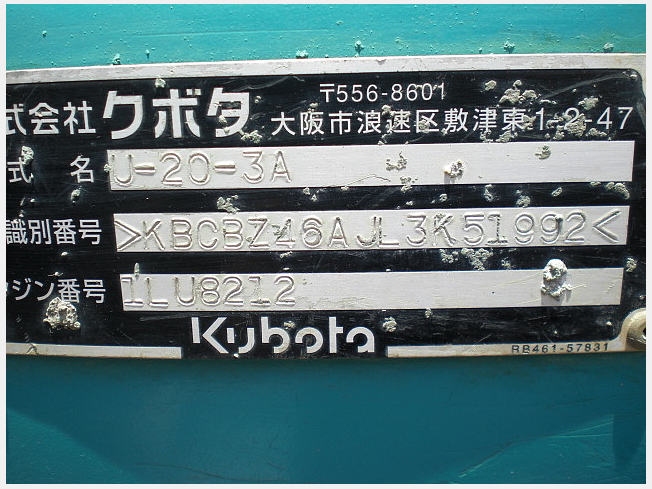 式会社クボタ
〒556-8601
大阪市浪速区敷津東1-2-47
式 名 U-20-3A
識別番号 >KBCBZ46AJL3K51992<
ジン番号 1LU8212
Kubota
RB461-57831